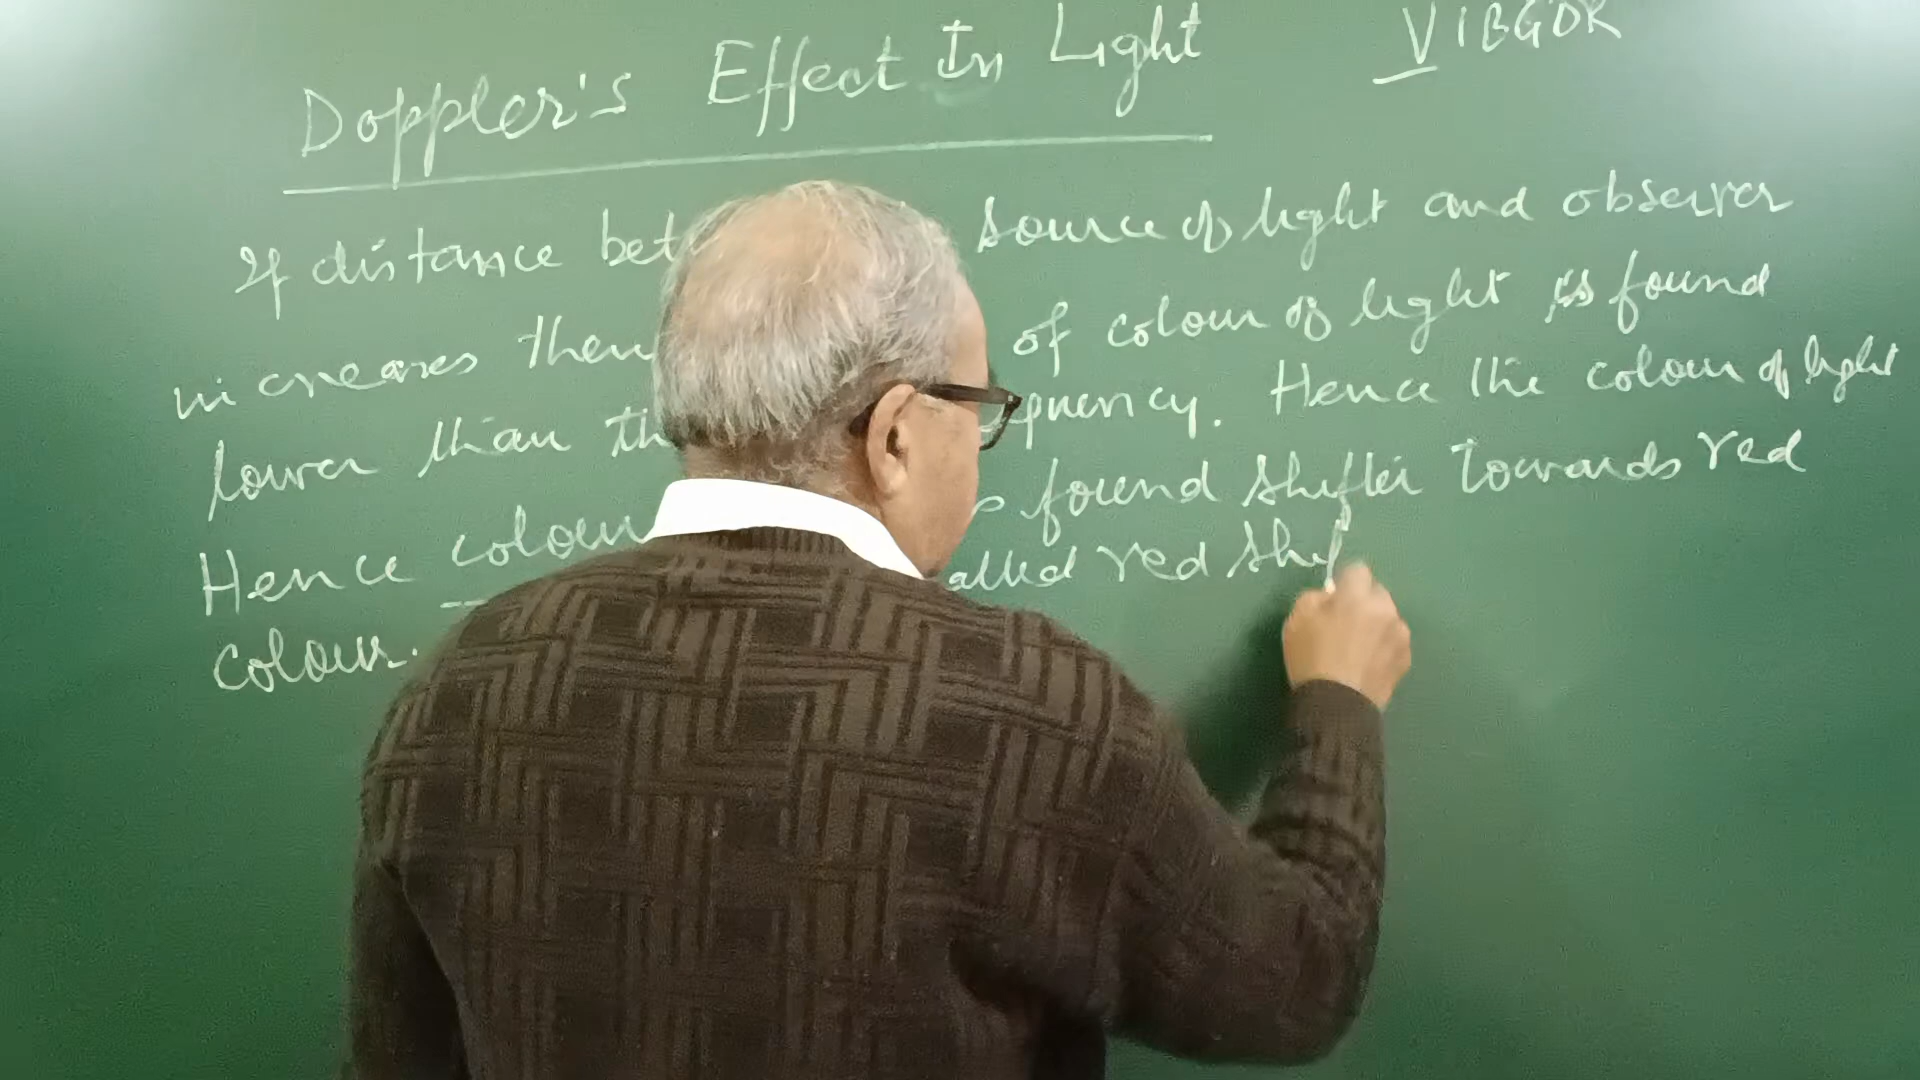 Doppler's Effect In Light
VIBGOR
If distance bet source of light and observer
increases then of colour of light is found
lower than th quency. Hence the colour of light
Hence colour found shifted towards red
colour. alled red shif